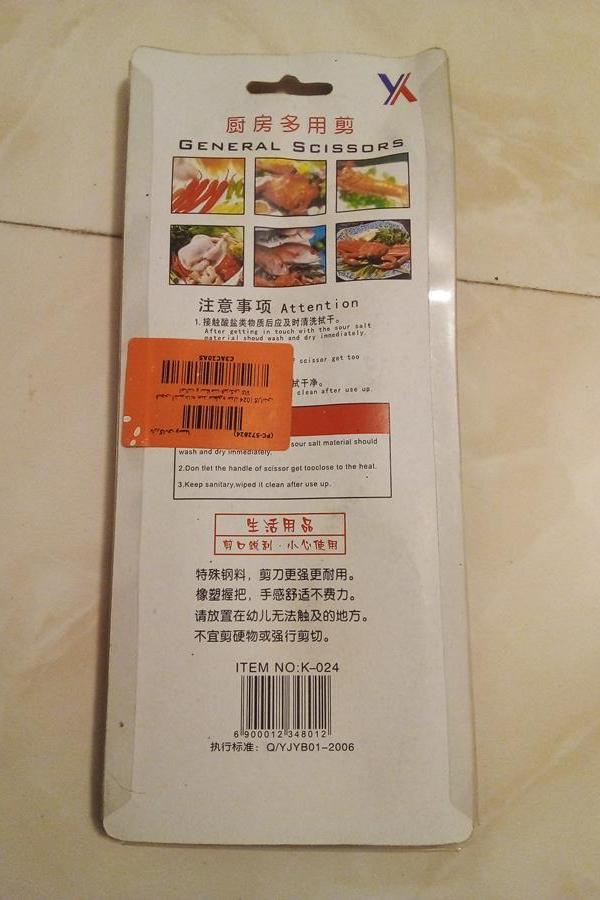 YK
厨房多用剪
GENERAL SCISSORS
注意事项 Attention
1.接触酸盐类物质后应及时清洗拭干。
After getting in touch with the sour salt
material shoud wash and dry immediately.
scissor get too
拭干净。
clean after use up.
C3AC20A5
(PC-572824)
sour salt material should
wash and dry immediately.
2.Don tlet the handle of scissor get tooclose to the heat.
3.Keep sanitary,wiped it clean after use up.
生活用品
剪口锐利·小心使用
特殊钢料，剪刀更强更耐用。
橡塑握把，手感舒适不费力。
请放置在幼儿无法触及的地方。
不宜剪硬物或强行剪切。
ITEM NO:K-024
6 900012 348012
执行标准：Q/YJYB01-2006